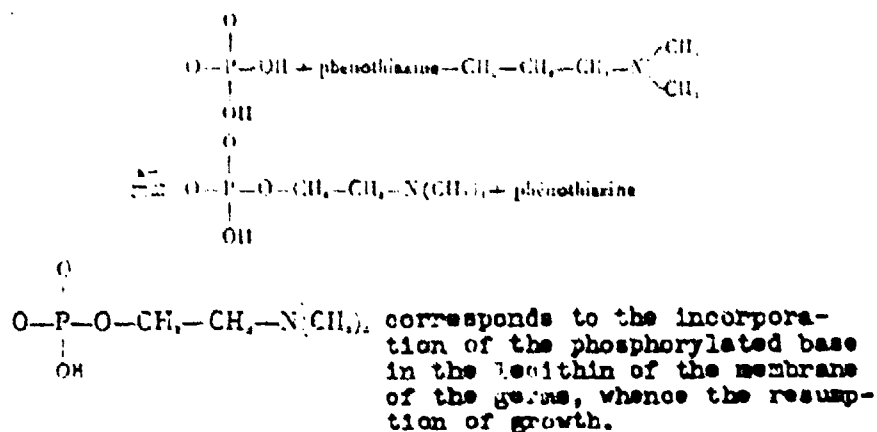 O
O—P—OH + phenothiazine—CH₂—CH₂—CH₂—N
CH₃
CH₃
OH
O
O—P—O—CH₂—CH₂—N(CH₃)₂ + phenothiazine
OH
O
O—P—O—CH₂—CH₂—N(CH₃)₂ corresponds to the incorpora-
OH
tion of the phosphorylated base
in the lecithin of the membrane
of the germs, whence the resump-
tion of growth.